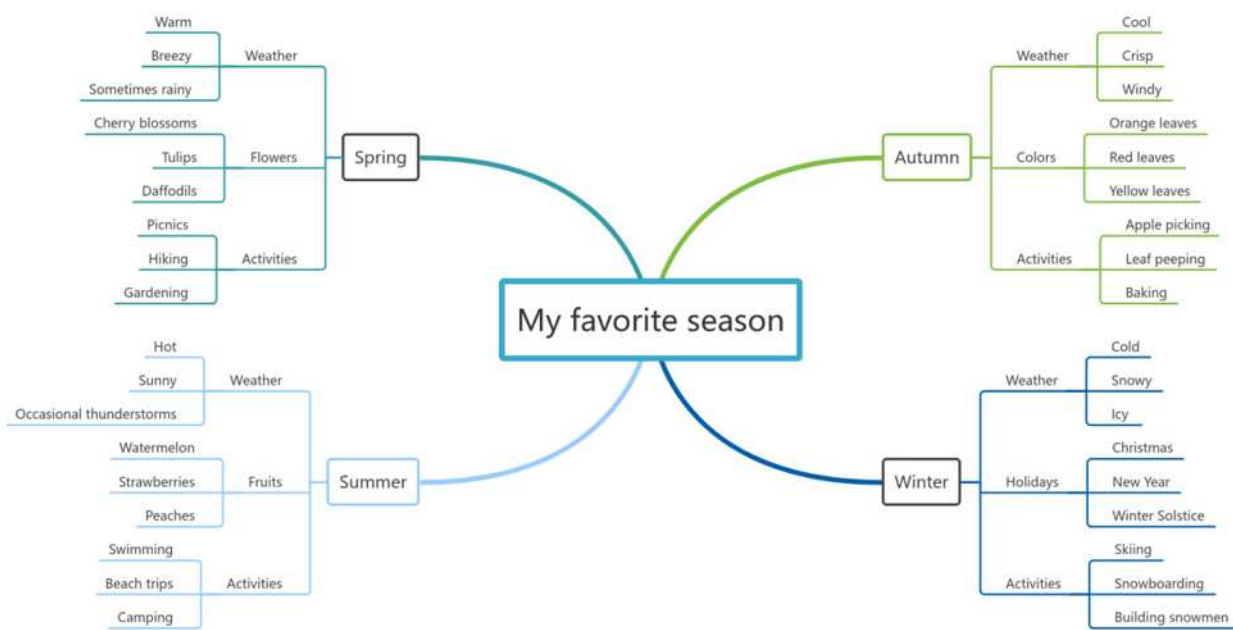 My favorite season
Spring
Weather
Warm
Breezy
Sometimes rainy
Flowers
Cherry blossoms
Tulips
Daffodils
Activities
Picnics
Hiking
Gardening
Summer
Weather
Hot
Sunny
Occasional thunderstorms
Fruits
Watermelon
Strawberries
Peaches
Activities
Swimming
Beach trips
Camping
Autumn
Weather
Cool
Crisp
Windy
Colors
Orange leaves
Red leaves
Yellow leaves
Activities
Apple picking
Leaf peeping
Baking
Winter
Weather
Cold
Snowy
Icy
Holidays
Christmas
New Year
Winter Solstice
Activities
Skiing
Snowboarding
Building snowmen